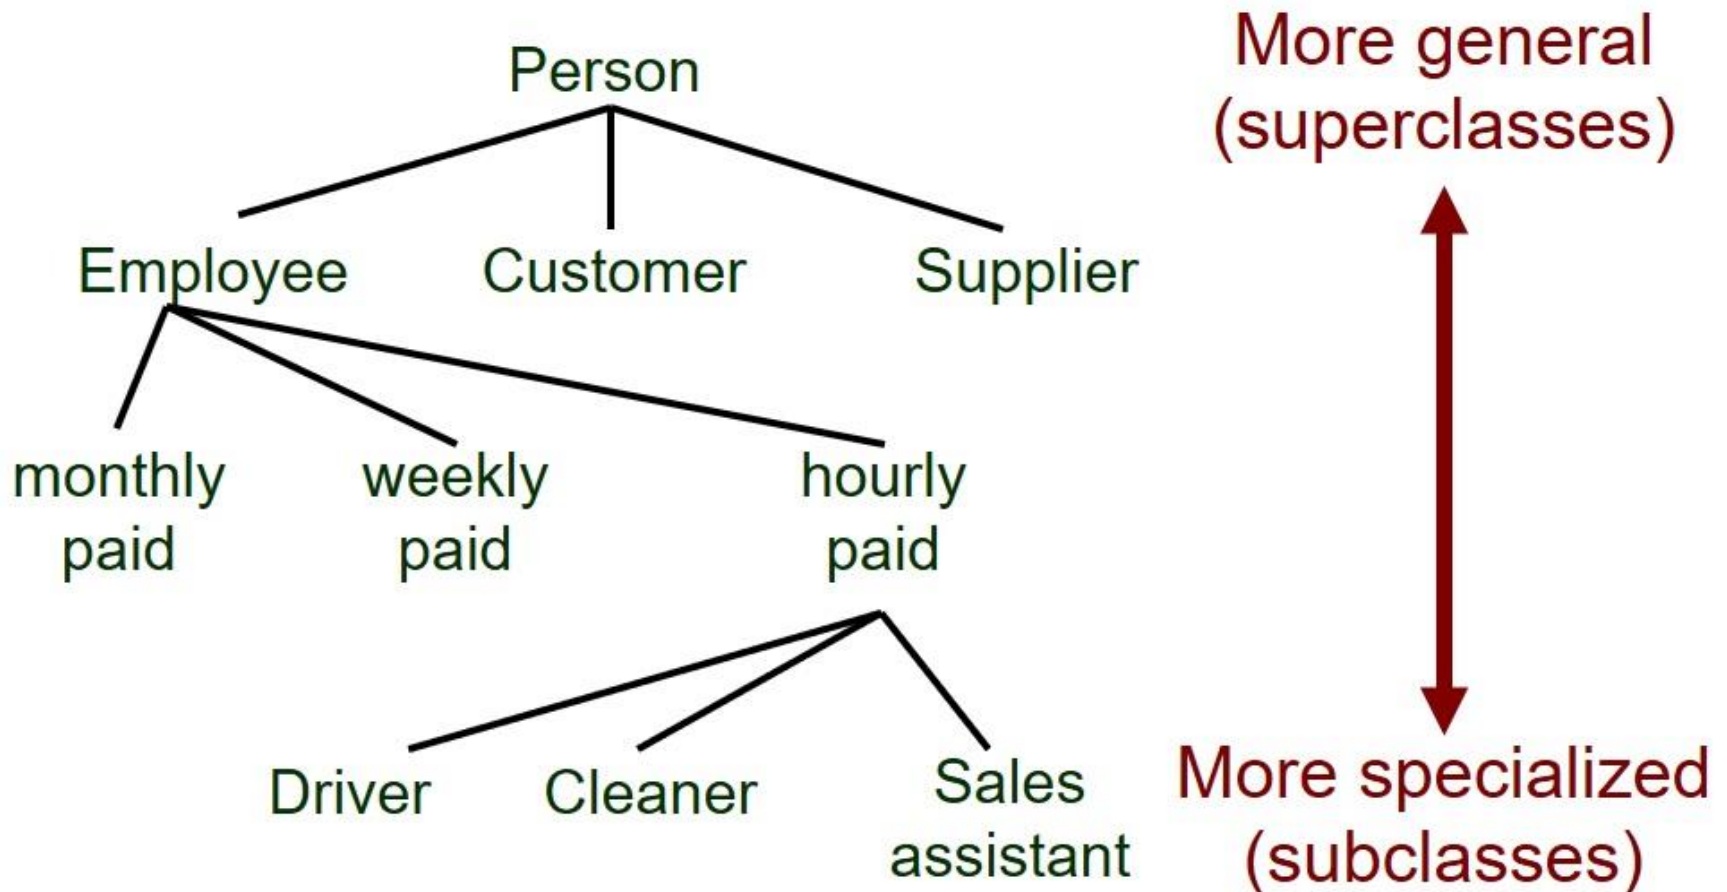 Person
More general
(superclasses)
Employee
Customer
Supplier
monthly
paid
weekly
paid
hourly
paid
Driver
Cleaner
Sales
assistant
More specialized
(subclasses)